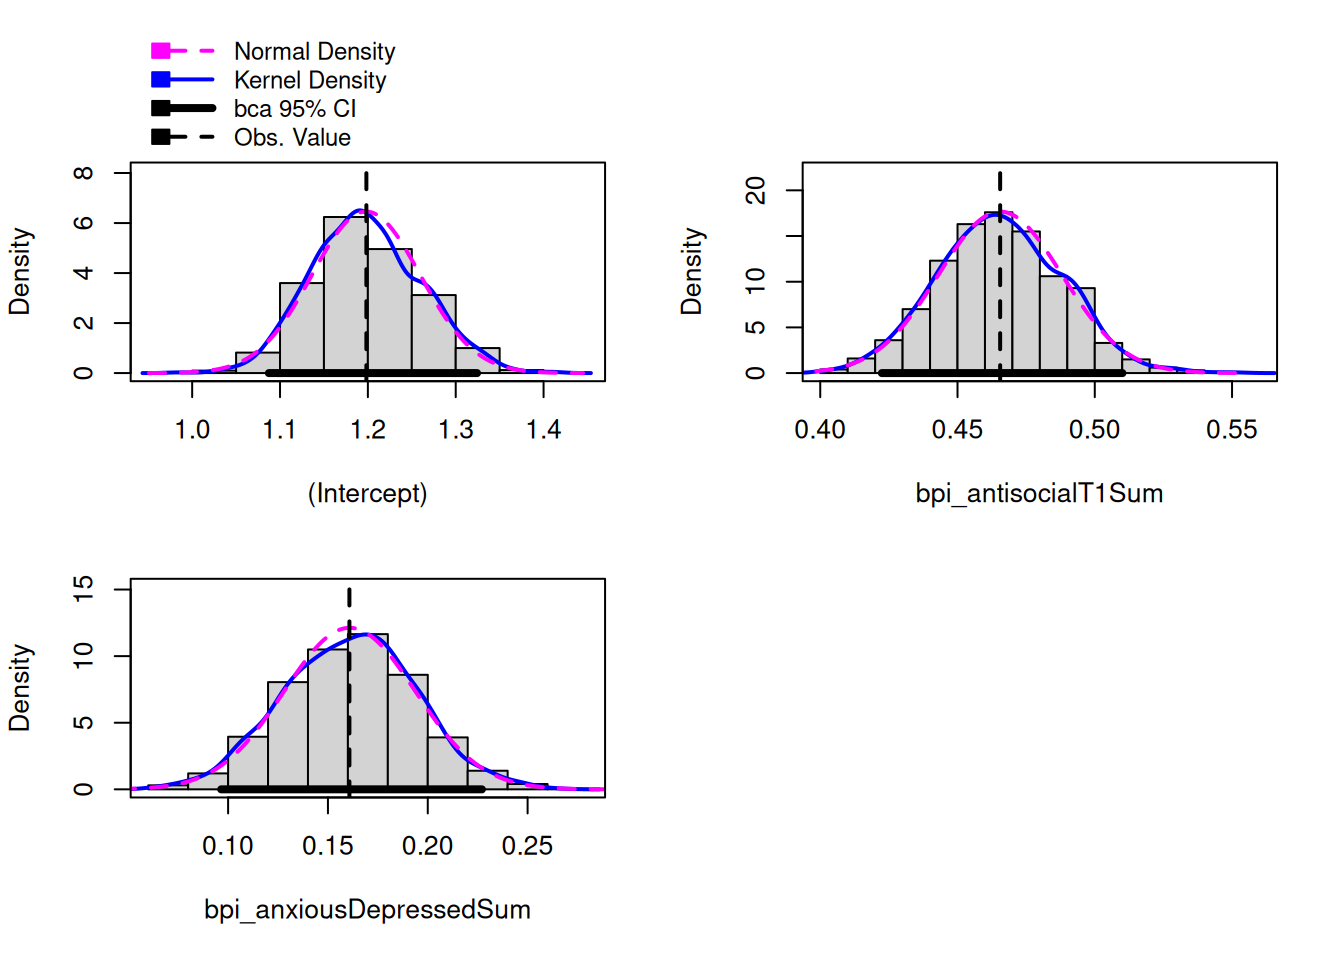 Normal Density
Kernel Density
bca 95% CI
Obs. Value
Density
8
6
4
2
0
1.0 1.1 1.2 1.3 1.4
(Intercept)
Density
20
10
5
0
0.40 0.45 0.50 0.55
bpi_antisocialT1Sum
Density
15
10
5
0
0.10 0.15 0.20 0.25
bpi_anxiousDepressedSum